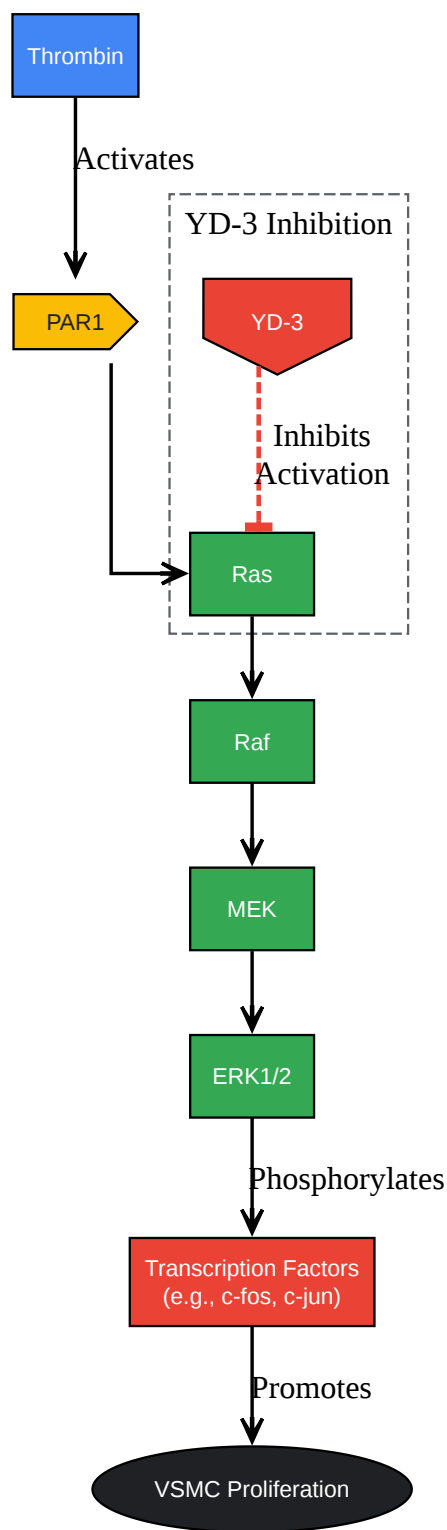 Thrombin
Activates
YD-3 Inhibition
PAR1
YD-3
Inhibits
Activation
Ras
Raf
MEK
ERK1/2
Phosphorylates
Transcription Factors
(e.g., c-fos, c-jun)
Promotes
VSMC Proliferation